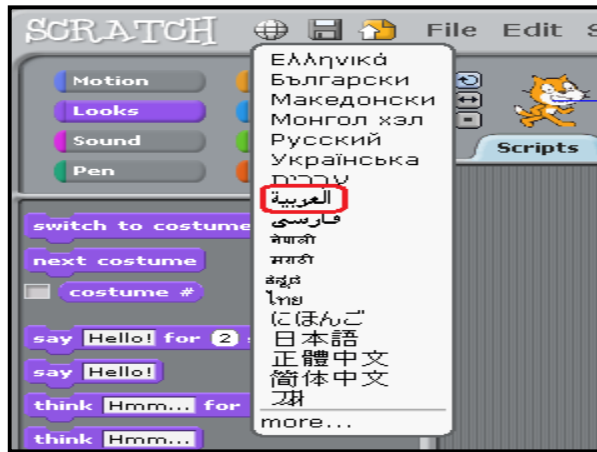 SCRATCH File Edit S
Motion
Looks
Sound
Pen
switch to costume
next costume
costume #
say Hello! for 2
say Hello!
think Hmm... for
think Hmm...
Ελληνικά
Български
Македонски
Монгол хэл
Русский
Українська
עברית
العربية
فارسی
नेपाली
मराठी
ಕನ್ನಡ
ไทย
にほんご
日本語
正體中文
简体中文
more...
Scripts